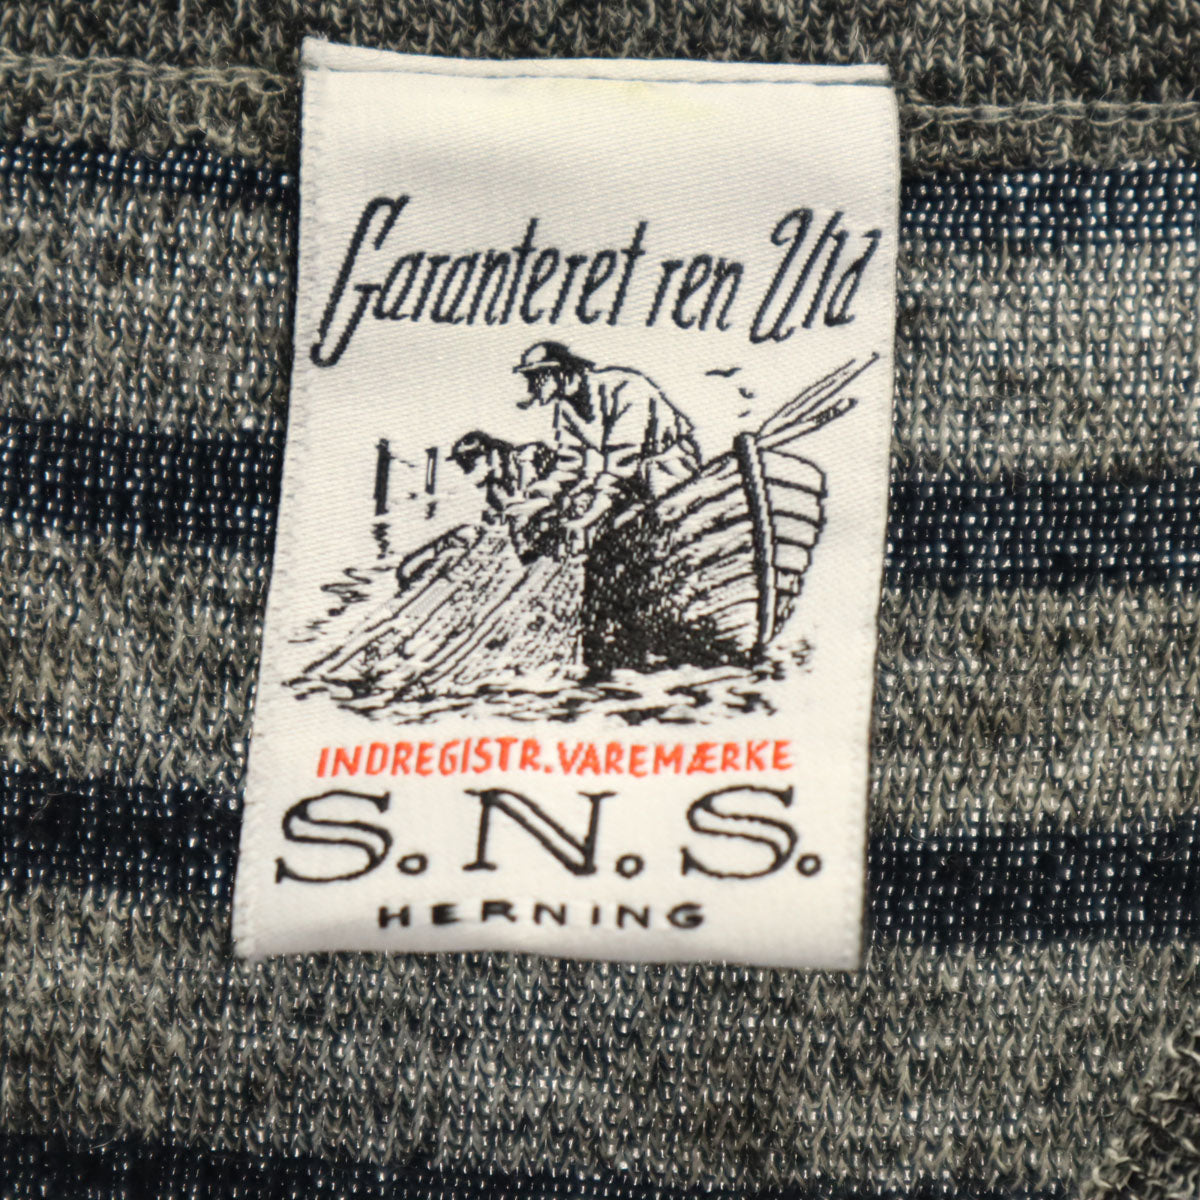 Garanteret ren Uld
INDREGISTR.VAREMÆRKE
S.N.S.
HERNING